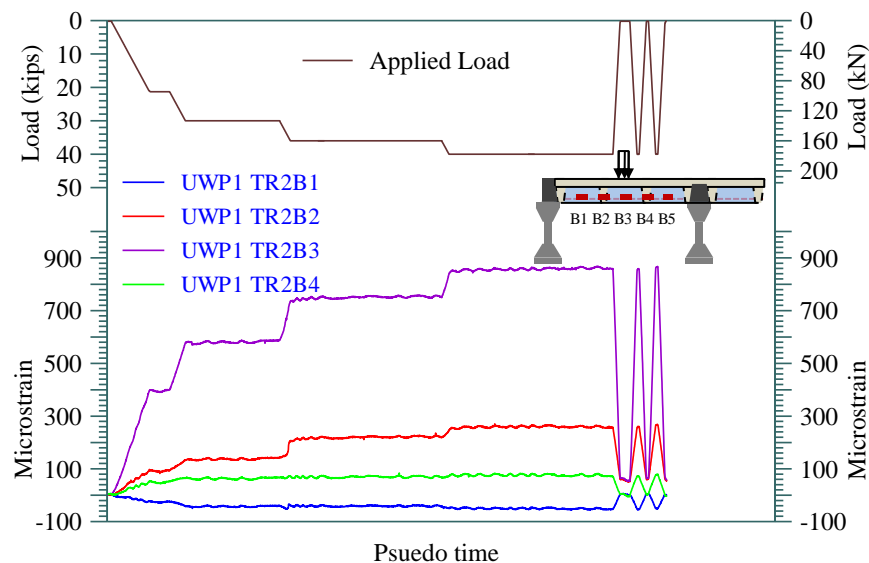 0
10
20
30
40
50
Load (kips)
0
40
80
120
160
200
Load (kN)
Applied Load
UWP1 TR2B1
UWP1 TR2B2
UWP1 TR2B3
UWP1 TR2B4
B1 B2 B3 B4 B5
900
700
500
300
100
-100
Microstrain
900
700
500
300
100
-100
Microstrain
Psuedo time